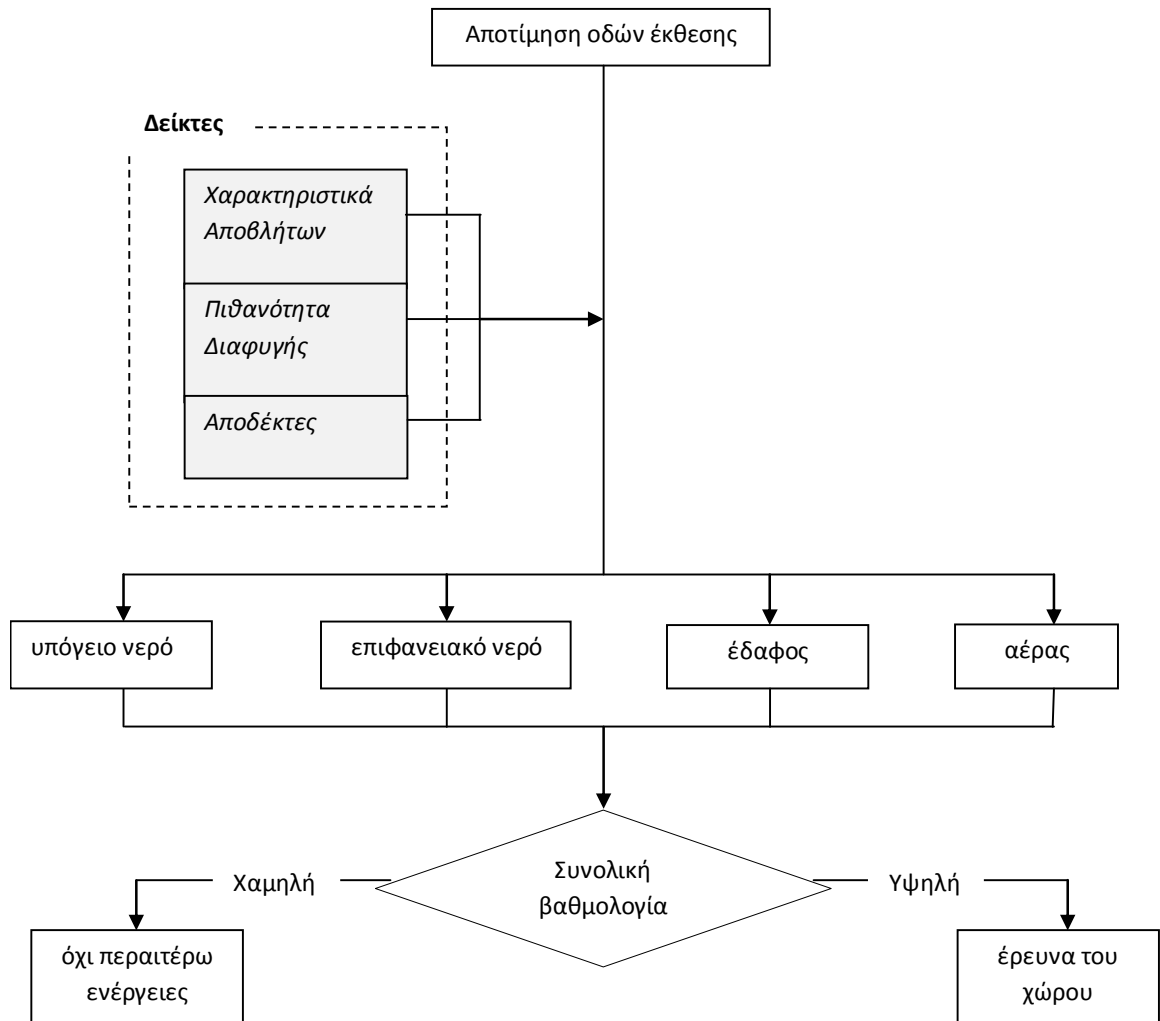 Αποτίμηση οδών έκθεσης
Δείκτες
Χαρακτηριστικά
Αποβλήτων
Πιθανότητα
Διαφυγής
Αποδέκτες
υπόγειο νερό
επιφανειακό νερό
έδαφος
αέρας
Συνολική
βαθμολογία
Χαμηλή
Υψηλή
όχι περαιτέρω
ενέργειες
έρευνα του
χώρου